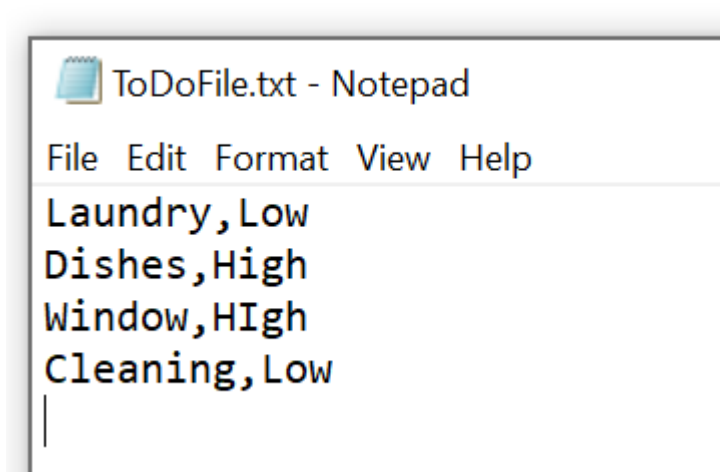 ToDoFile.txt - Notepad
File Edit Format View Help
Laundry,Low
Dishes,High
Window,HIgh
Cleaning,Low